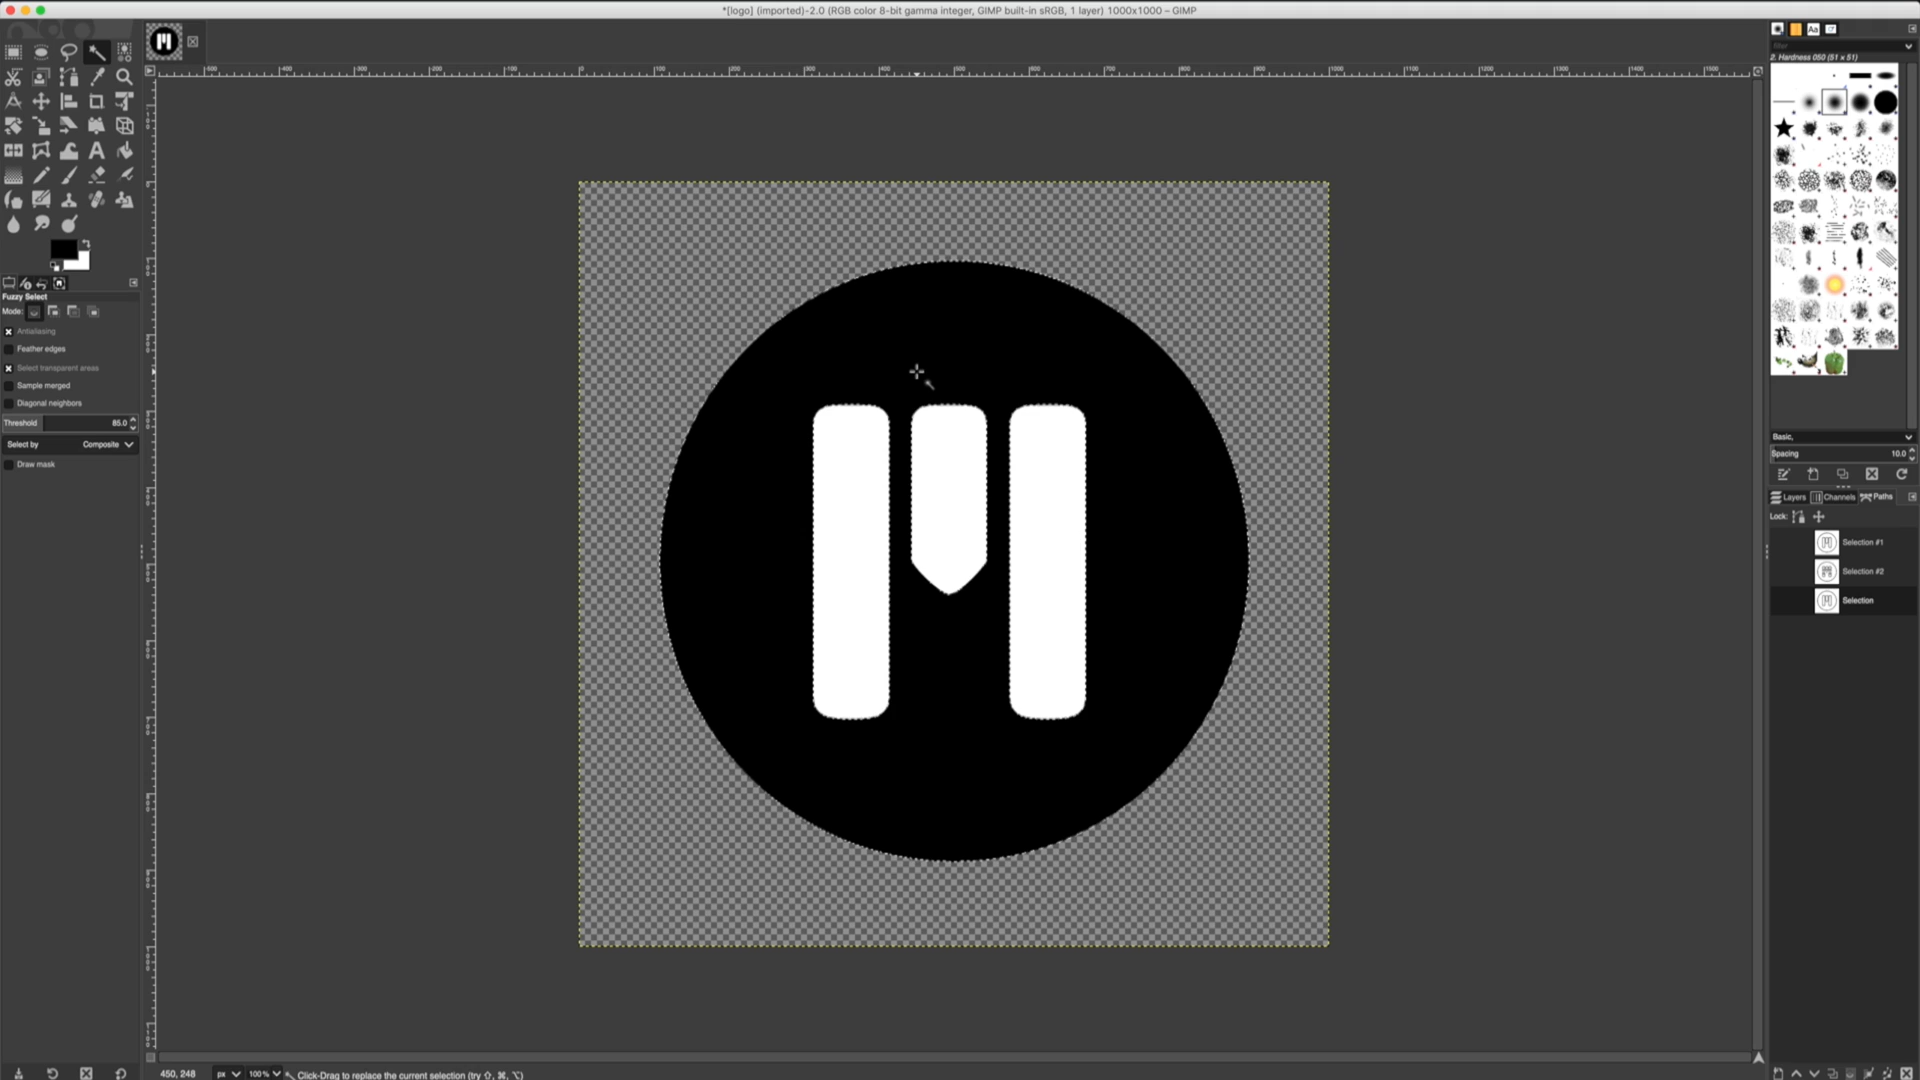 *[logo] (imported)-2.0 (RGB color 8-bit gamma integer, GIMP built-in sRGB, 1 layer) 1000x1000 – GIMP
filter
2. Hardness 050 (51 x 51)
Fuzzy Select
Mode:
Antialiasing
Feather edges
Select transparent areas
Sample merged
Diagonal neighbors
Threshold 85.0
Select by Composite
Draw mask
Basic,
Spacing 10.0
Layers Channels Paths
Lock:
Selection #1
Selection #2
Selection
450, 248 px 100% Click-Drag to replace the current selection (try ⇧, ⌘, ⌥)